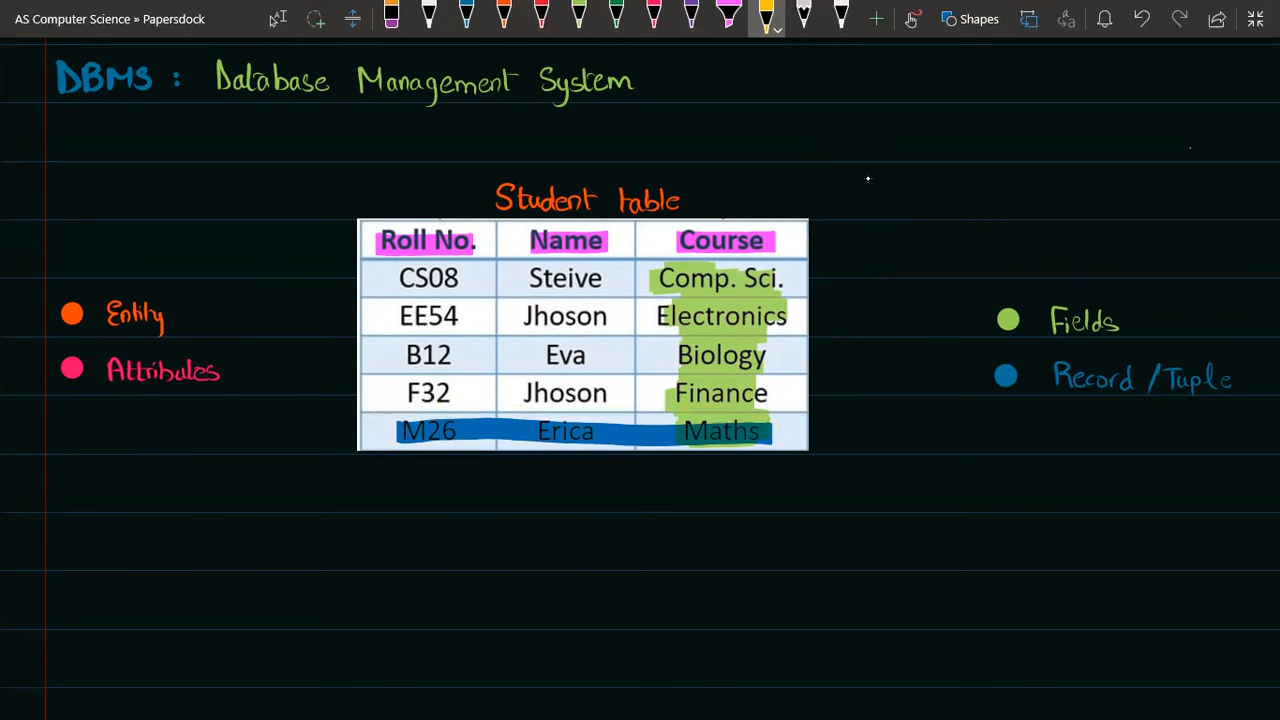 AS Computer Science » Papersdock
Shapes
DBMS : Database Management System
Student table
Roll No. Name Course
CS08 Steive Comp. Sci.
EE54 Jhoson Electronics
B12 Eva Biology
F32 Jhoson Finance
M26 Erica Maths
Entity
Attributes
Fields
Record / Tuple